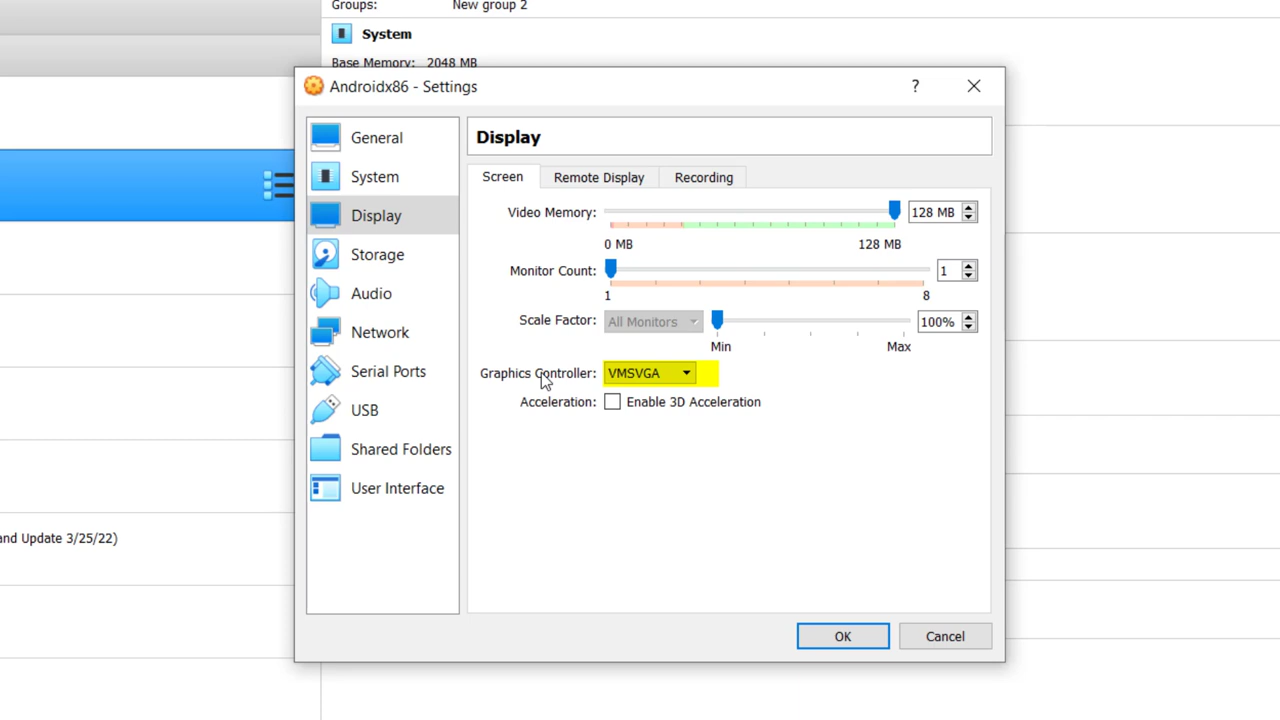 Groups: New group 2
System
Base Memory: 2048 MB
Androidx86 - Settings
?
General
System
Display
Storage
Audio
Network
Serial Ports
USB
Shared Folders
User Interface
Display
Screen Remote Display Recording
Video Memory: 128 MB
0 MB 128 MB
Monitor Count: 1
1 8
Scale Factor: All Monitors 100%
Min Max
Graphics Controller: VMSVGA
Acceleration: Enable 3D Acceleration
OK Cancel
and Update 3/25/22)